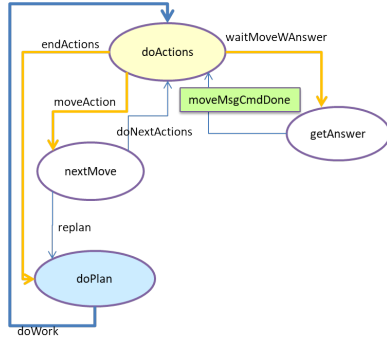 endActions
waitMoveWAnswer
doActions
moveAction
moveMsgCmdDone
doNextActions
getAnswer
nextMove
replan
doPlan
doWork